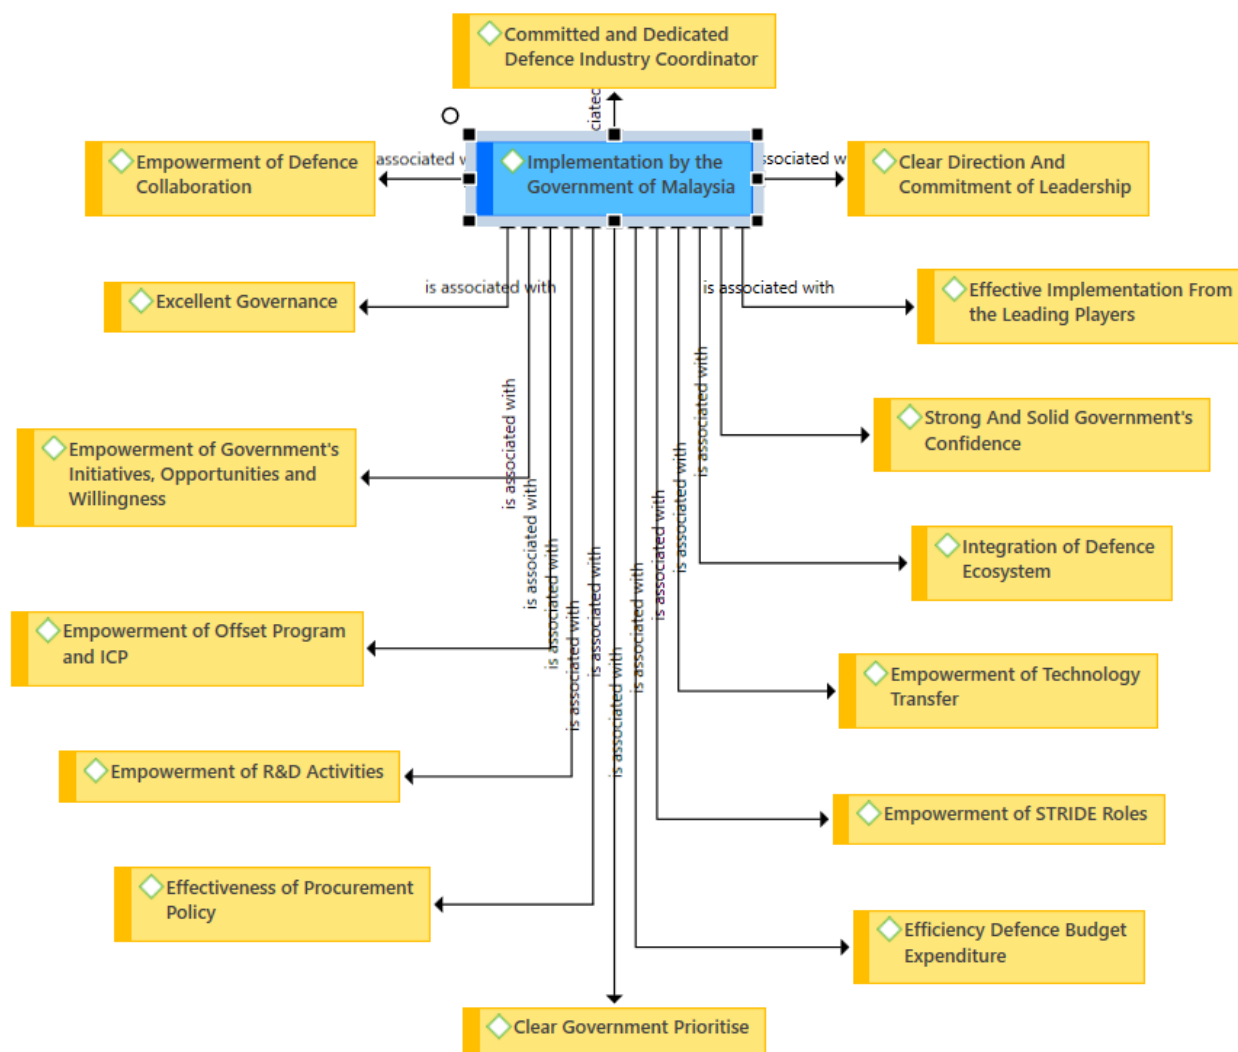 Committed and Dedicated
Defence Industry Coordinator
Empowerment of Defence
Collaboration
associated
Implementation by the
Government of Malaysia
associated
Clear Direction And
Commitment of Leadership
Excellent Governance
is associated with
is associated with
Effective Implementation From
the Leading Players
Empowerment of Government's
Initiatives, Opportunities and
Willingness
Strong And Solid Government's
Confidence
Integration of Defence
Ecosystem
is associated with
is associated with
is associated with
is associated with
is associated with
is associated with
is associated with
is associated with
is associated with
is associated with
Empowerment of Offset Program
and ICP
Empowerment of Technology
Transfer
Empowerment of R&D Activities
Empowerment of STRIDE Roles
Effectiveness of Procurement
Policy
Efficiency Defence Budget
Expenditure
Clear Government Prioritise